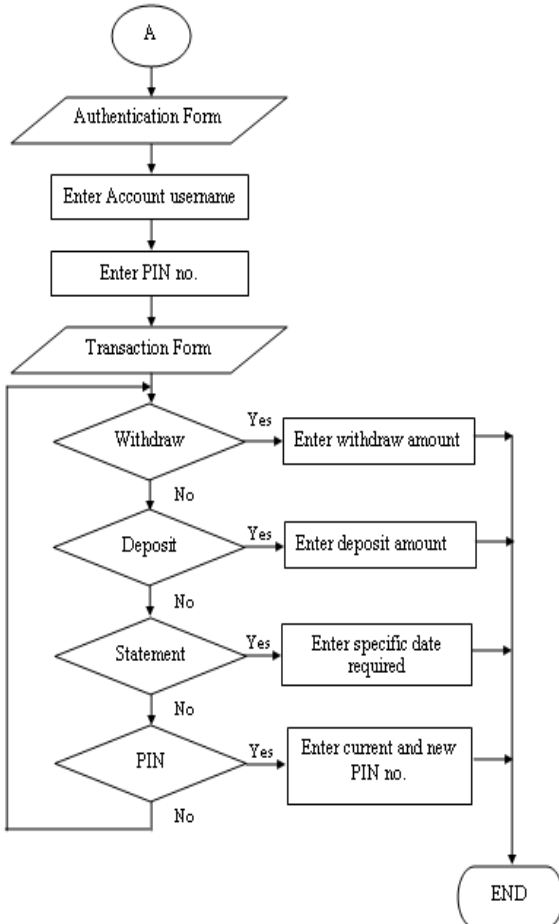 A
Authentication Form
Enter Account username
Enter PIN no.
Transaction Form
Withdraw
Yes
Enter withdraw amount
No
Deposit
Yes
Enter deposit amount
No
Statement
Yes
Enter specific date
required
No
PIN
Yes
Enter current and new
PIN no.
No
END